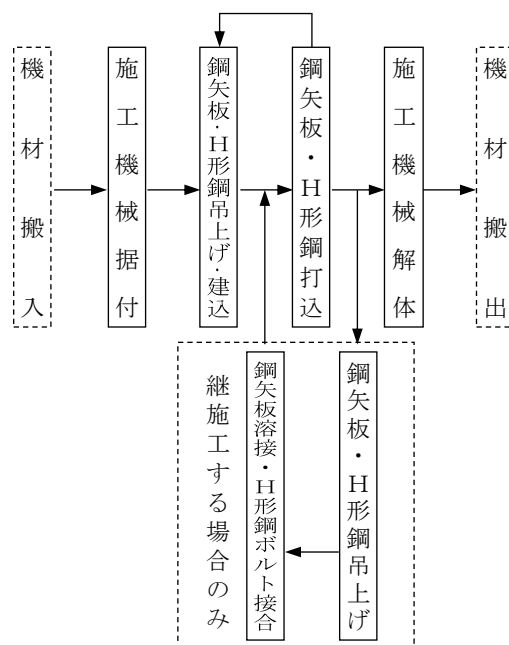 機材搬入
施工機械据付
鋼矢板・H形鋼吊上げ・建込
鋼矢板・H形鋼打込
施工機械解体
機材搬出
継施工する場合のみ
鋼矢板溶接・H形鋼ボルト接合
鋼矢板・H形鋼吊上げ